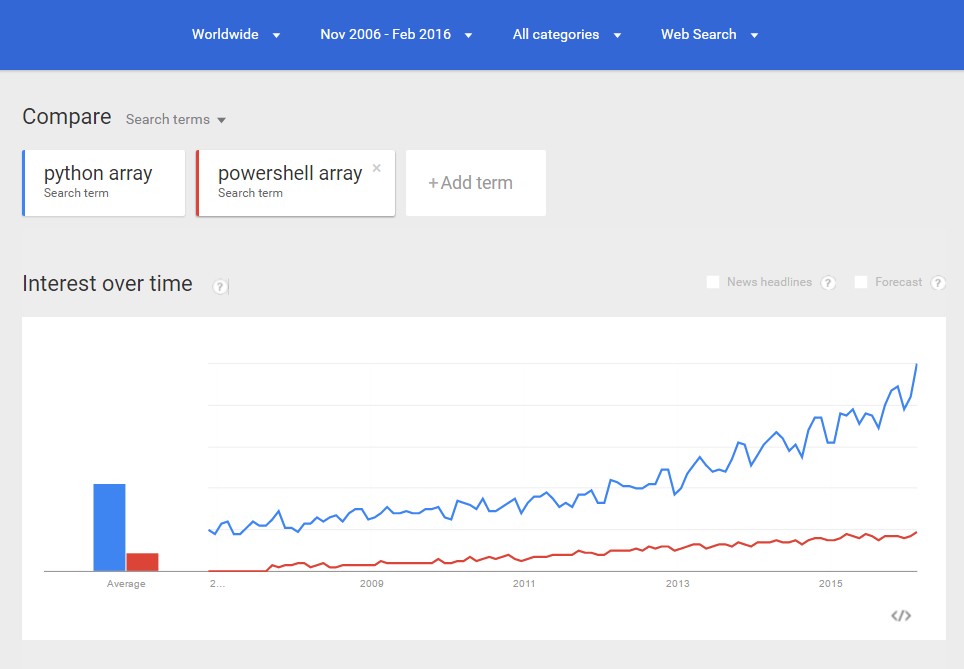 Worldwide Nov 2006 - Feb 2016 All categories Web Search
Compare Search terms
python array
Search term
powershell array ×
Search term
+Add term
Interest over time ?
News headlines ? Forecast ?
Average 2... 2009 2011 2013 2015
</>